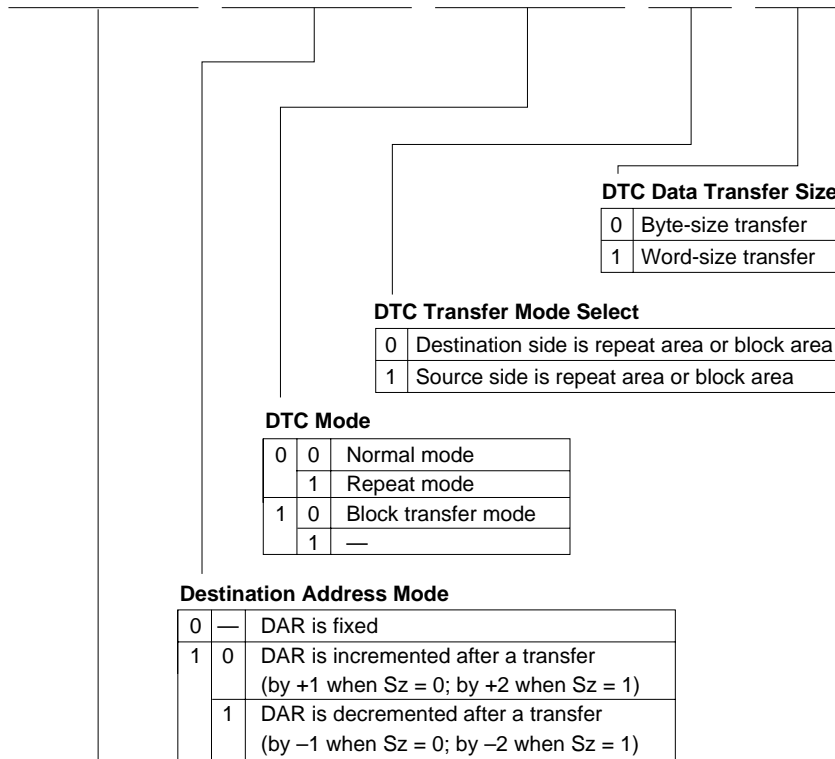 DTC Data Transfer Size
0 Byte-size transfer
1 Word-size transfer
DTC Transfer Mode Select
0 Destination side is repeat area or block area
1 Source side is repeat area or block area
DTC Mode
0 0 Normal mode
1 Repeat mode
1 0 Block transfer mode
1 —
Destination Address Mode
0 — DAR is fixed
1 0 DAR is incremented after a transfer
(by +1 when Sz = 0; by +2 when Sz = 1)
1 DAR is decremented after a transfer
(by –1 when Sz = 0; by –2 when Sz = 1)